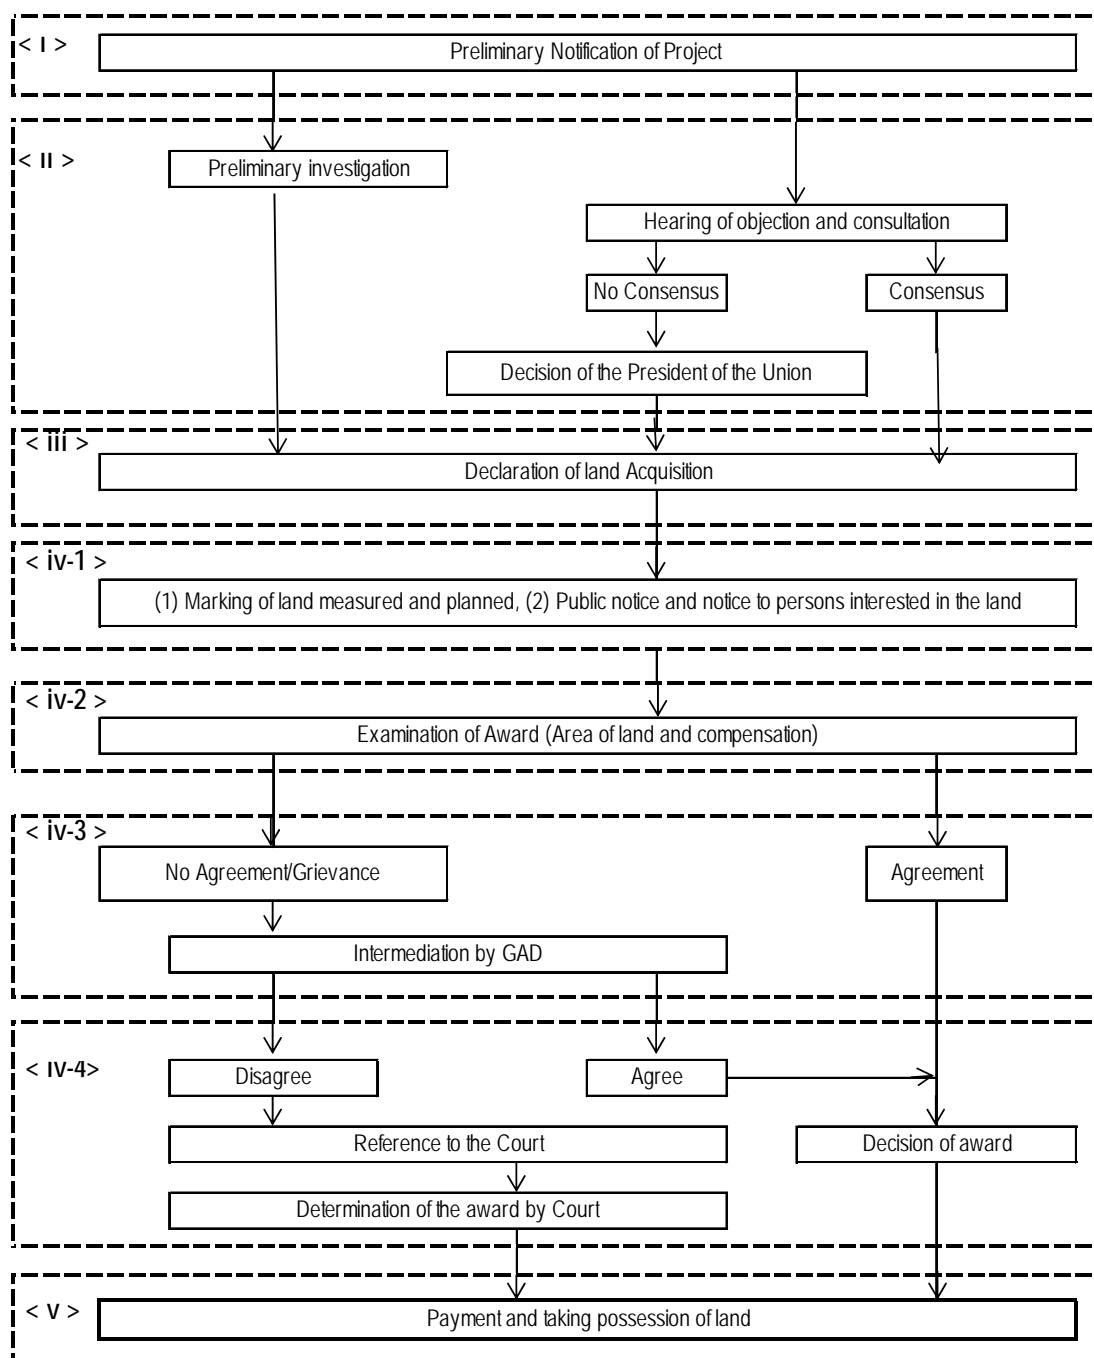 < i >
Preliminary Notification of Project
< ii >
Preliminary investigation
Hearing of objection and consultation
No Consensus
Consensus
Decision of the President of the Union
< iii >
Declaration of land Acquisition
< iv-1 >
(1) Marking of land measured and planned, (2) Public notice and notice to persons interested in the land
< iv-2 >
Examination of Award (Area of land and compensation)
< iv-3 >
No Agreement/Grievance
Agreement
Intermediation by GAD
< iv-4>
Disagree
Agree
Reference to the Court
Decision of award
Determination of the award by Court
< v >
Payment and taking possession of land